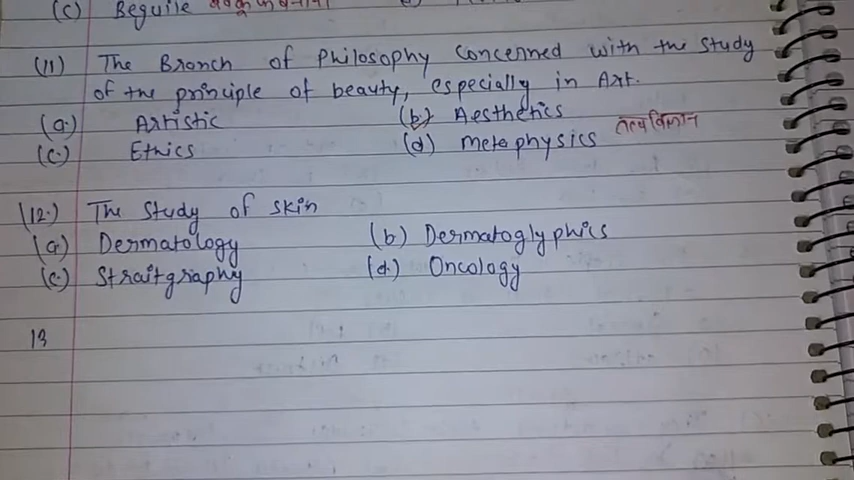 (C) Beguile
(11) The Branch of Philosophy Concerned with the Study
of the principle of beauty, especially in Art.
(a.) Artistic (b) Aesthetics
(c.) Ethics (d) Metaphysics तत्वविज्ञान
(12.) The Study of skin
(a) Dermatology (b) Dermatoglyphics
(c.) Straitgraphy (d.) Oncology
13